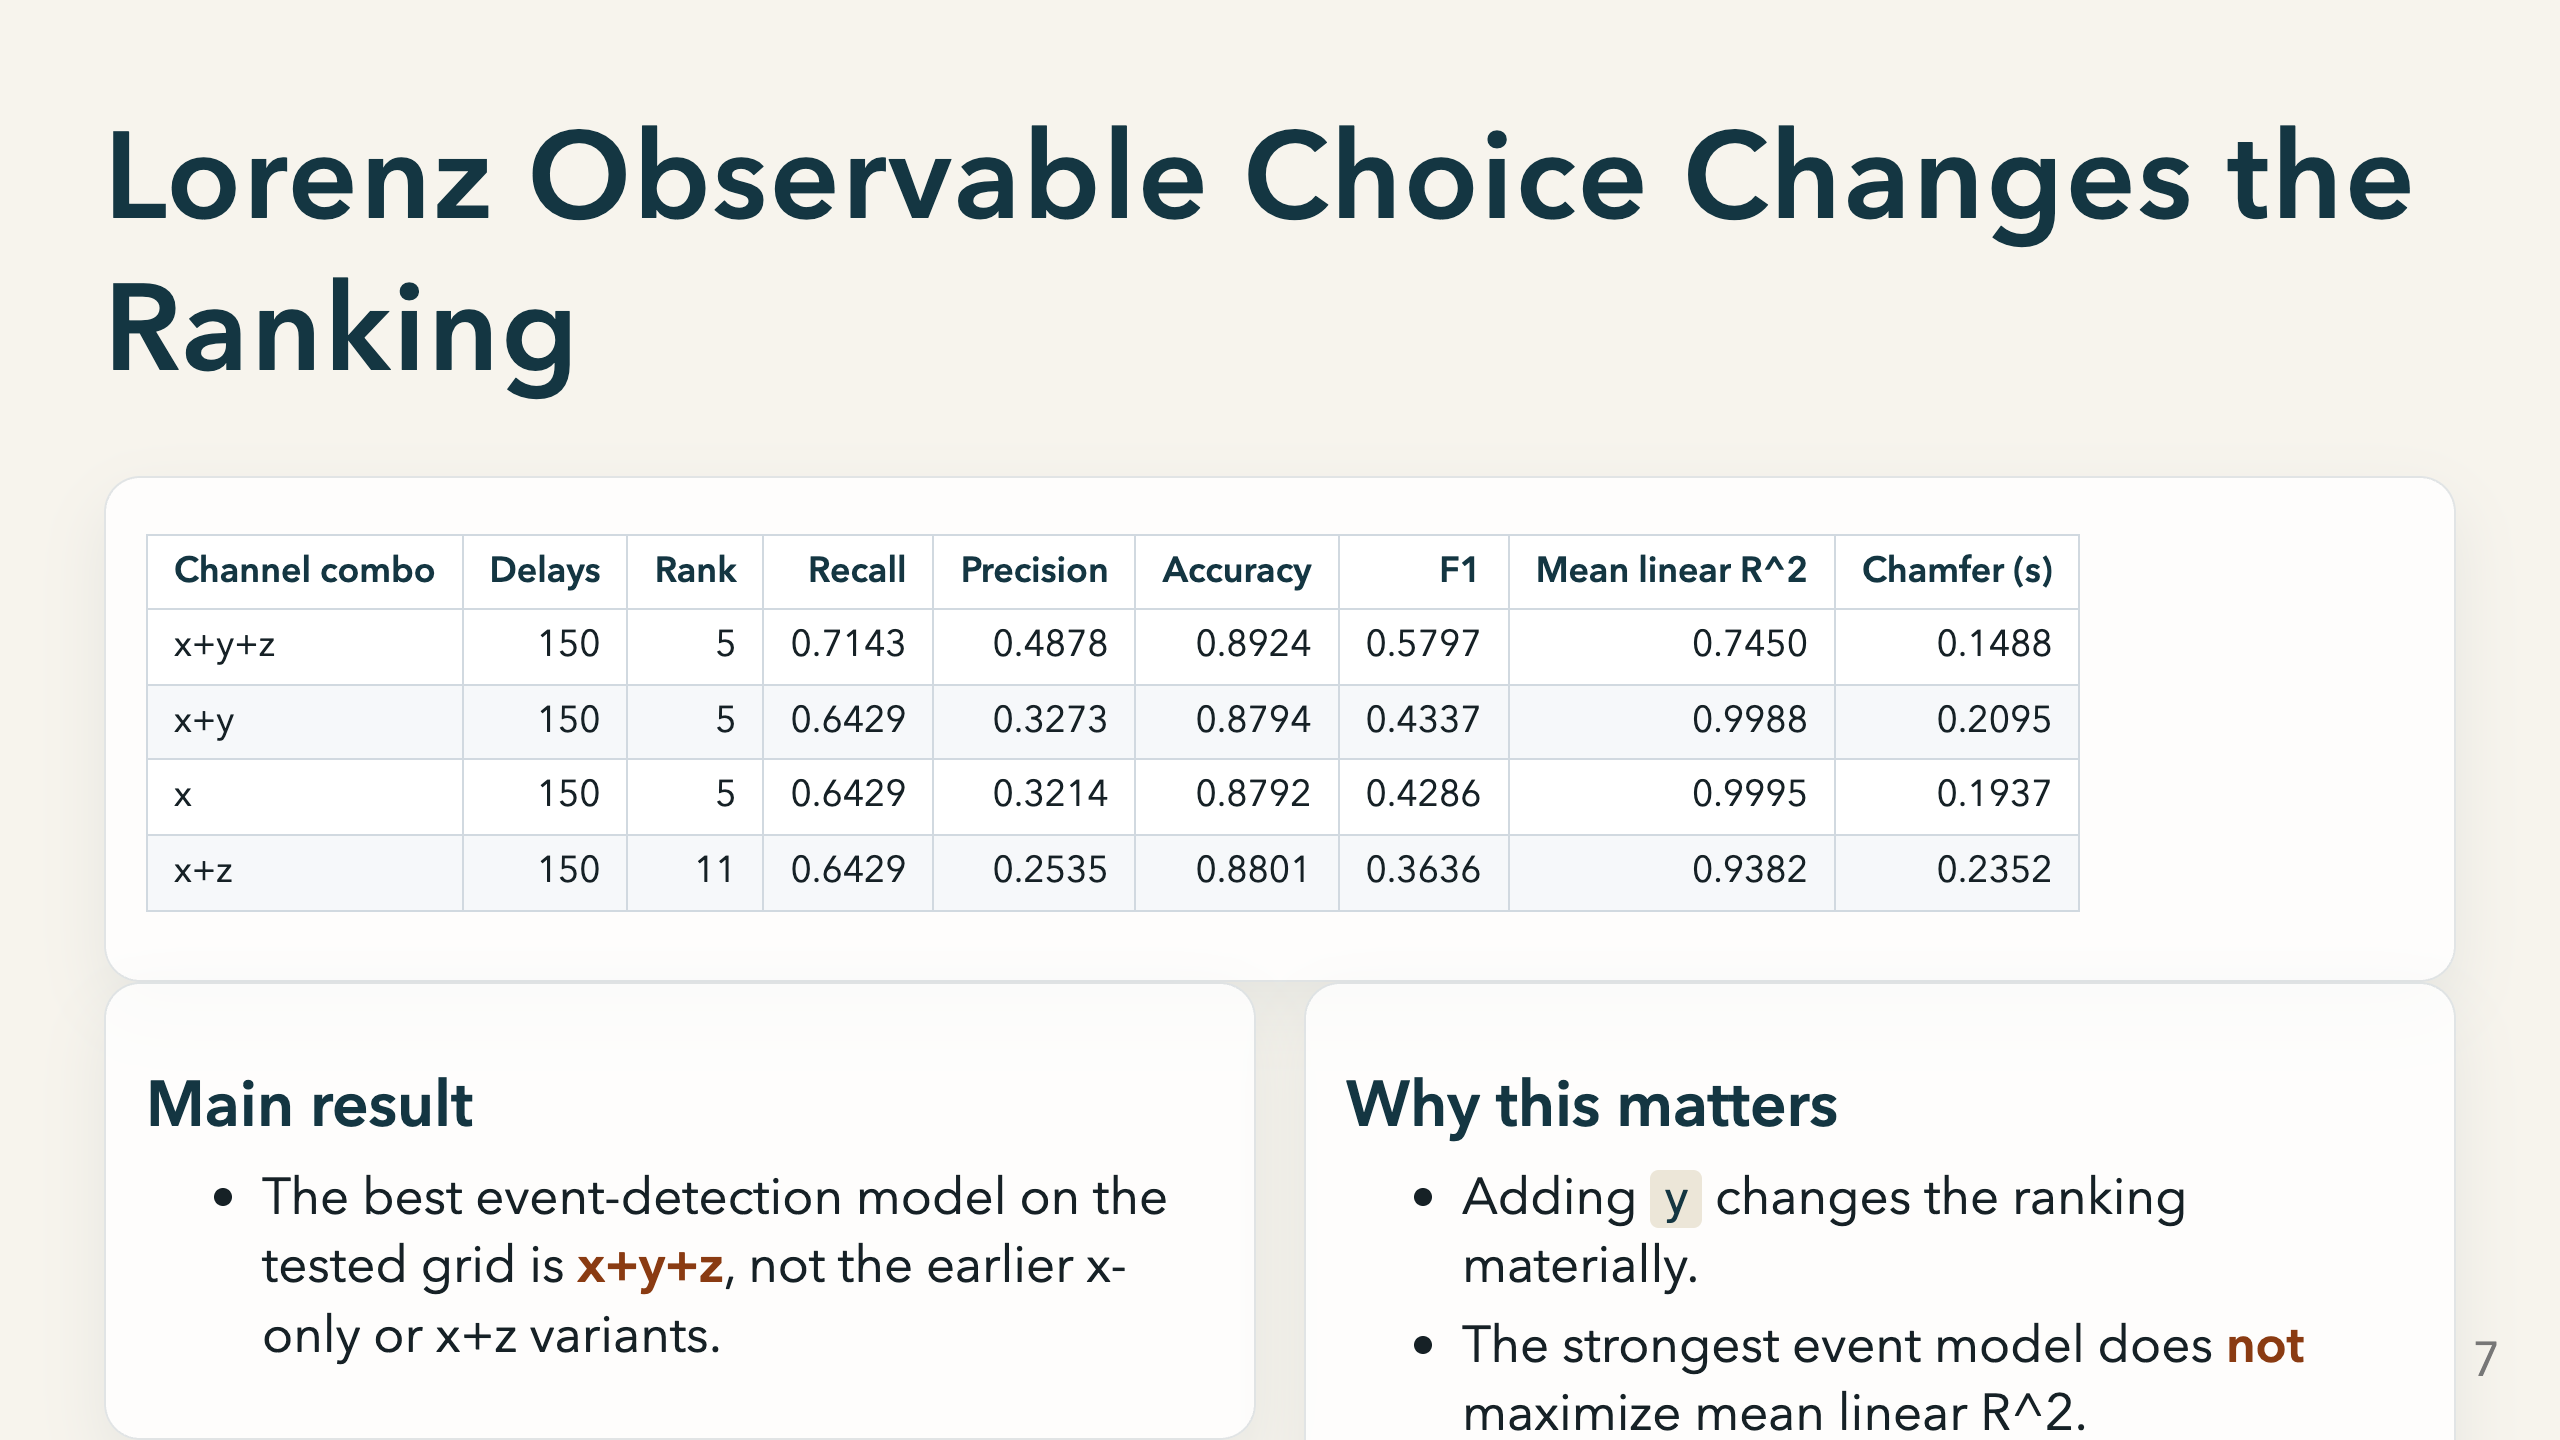 Lorenz Observable Choice Changes the
Ranking
Channel combo Delays Rank Recall Precision Accuracy F1 Mean linear R^2 Chamfer (s)
x+y+z 150 5 0.7143 0.4878 0.8924 0.5797 0.7450 0.1488
x+y 150 5 0.6429 0.3273 0.8794 0.4337 0.9988 0.2095
x 150 5 0.6429 0.3214 0.8792 0.4286 0.9995 0.1937
x+z 150 11 0.6429 0.2535 0.8801 0.3636 0.9382 0.2352
Main result
• The best event-detection model on the
tested grid is x+y+z, not the earlier x-
only or x+z variants.
Why this matters
• Adding y changes the ranking
materially.
• The strongest event model does not
maximize mean linear R^2.
7